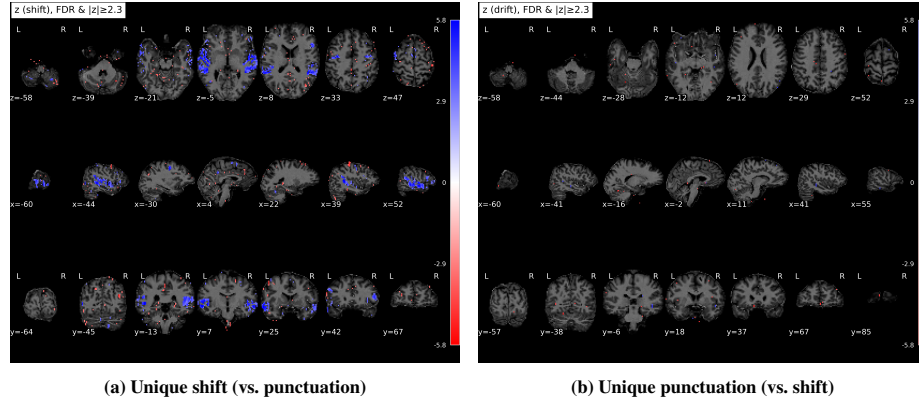 z (shift), FDR & |z|≥2.3
L R L R L R L R L R L R L R
5.8
z=-58 z=-39 z=-21 z=-5 z=8 z=33 z=47
2.9
0
x=-60 x=-44 x=-30 x=4 x=22 x=39 x=52
-2.9
L R L R L R L R L R L R L R
y=-64 y=-45 y=-13 y=7 y=25 y=42 y=67
-5.8
(a) Unique shift (vs. punctuation)
z (drift), FDR & |z|≥2.3
L R L R L R L R L R L R L R
5.8
z=-58 z=-44 z=-28 z=-12 z=12 z=29 z=52
2.9
0
x=-60 x=-41 x=-16 x=-2 x=11 x=41 x=55
-2.9
L R L R L R L R L R L R L R
y=-57 y=-38 y=-6 y=18 y=37 y=67 y=85
-5.8
(b) Unique punctuation (vs. shift)